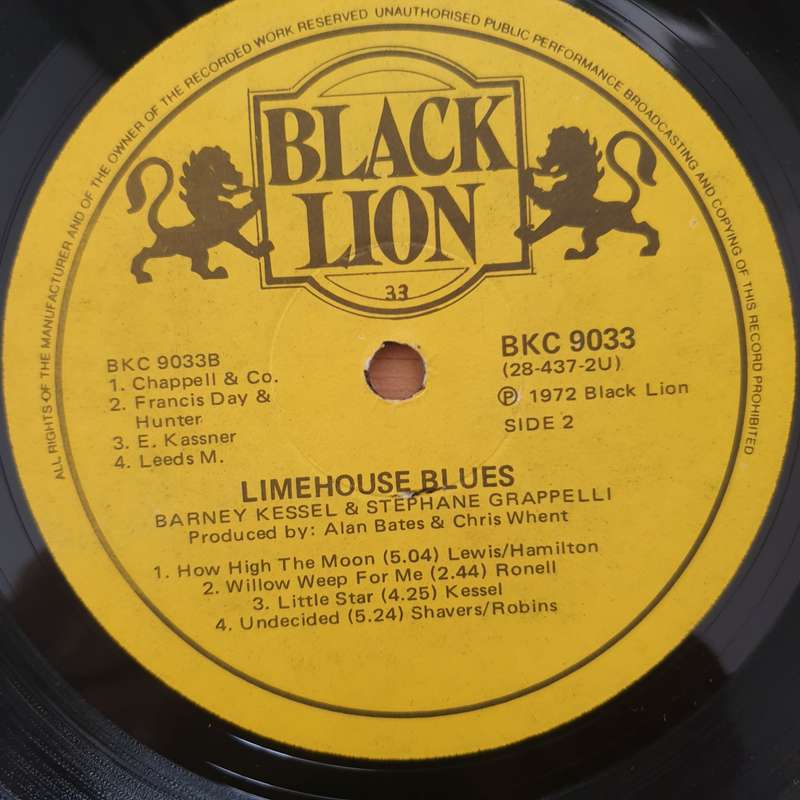 ALL RIGHTS OF THE MANUFACTURER AND OF THE OWNER OF THE RECORDED WORK RESERVED UNAUTHORISED PUBLIC PERFORMANCE BROADCASTING AND COPYING OF THIS RECORD PROHIBITED
BLACK
LION
33
BKC 9033B
1. Chappell & Co.
2. Francis Day &
Hunter
3. E. Kassner
4. Leeds M.
BKC 9033
(28-437-2U)
Ⓟ 1972 Black Lion
SIDE 2
LIMEHOUSE BLUES
BARNEY KESSEL & STEPHANE GRAPPELLI
Produced by: Alan Bates & Chris Whent
1. How High The Moon (5.04) Lewis/Hamilton
2. Willow Weep For Me (2.44) Ronell
3. Little Star (4.25) Kessel
4. Undecided (5.24) Shavers/Robins